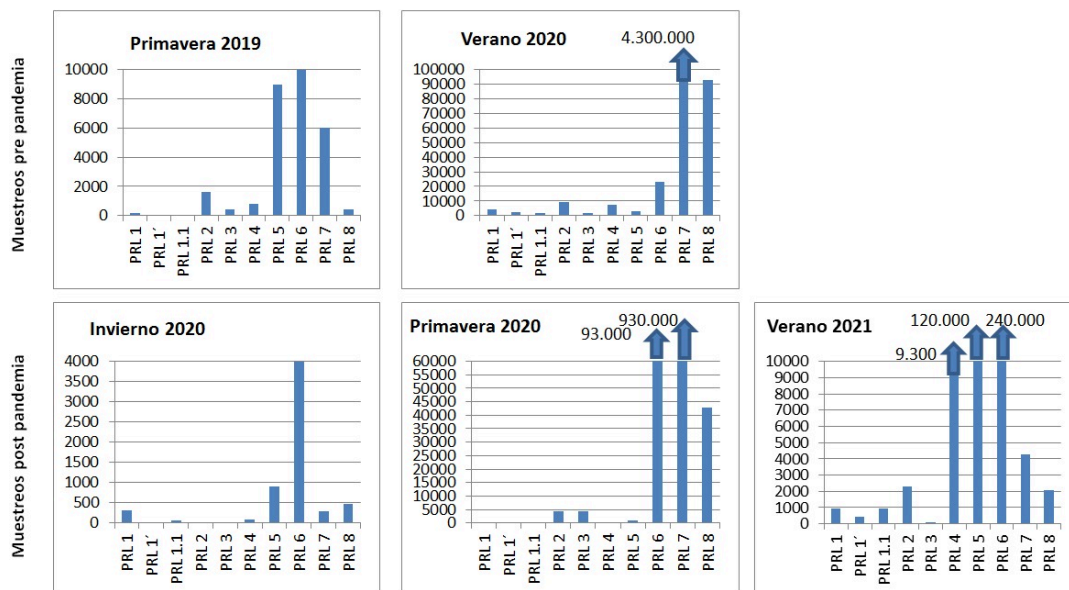 Muestreos pre pandemia
Primavera 2019
10000
8000
6000
4000
2000
0
PRL 1
PRL 1´
PRL 1.1
PRL 2
PRL 3
PRL 4
PRL 5
PRL 6
PRL 7
PRL 8
Verano 2020
4.300.000
100000
90000
80000
70000
60000
50000
40000
30000
20000
10000
0
PRL 1
PRL 1´
PRL 1.1
PRL 2
PRL 3
PRL 4
PRL 5
PRL 6
PRL 7
PRL 8
Muestreos post pandemia
Invierno 2020
4000
3500
3000
2500
2000
1500
1000
500
0
PRL 1
PRL 1´
PRL 1.1
PRL 2
PRL 3
PRL 4
PRL 5
PRL 6
PRL 7
PRL 8
Primavera 2020
930.000
93.000
60000
55000
50000
45000
40000
35000
30000
25000
20000
15000
10000
5000
0
PRL 1
PRL 1´
PRL 1.1
PRL 2
PRL 3
PRL 4
PRL 5
PRL 6
PRL 7
PRL 8
Verano 2021
120.000
240.000
9.300
10000
9000
8000
7000
6000
5000
4000
3000
2000
1000
0
PRL 1
PRL 1´
PRL 1.1
PRL 2
PRL 3
PRL 4
PRL 5
PRL 6
PRL 7
PRL 8